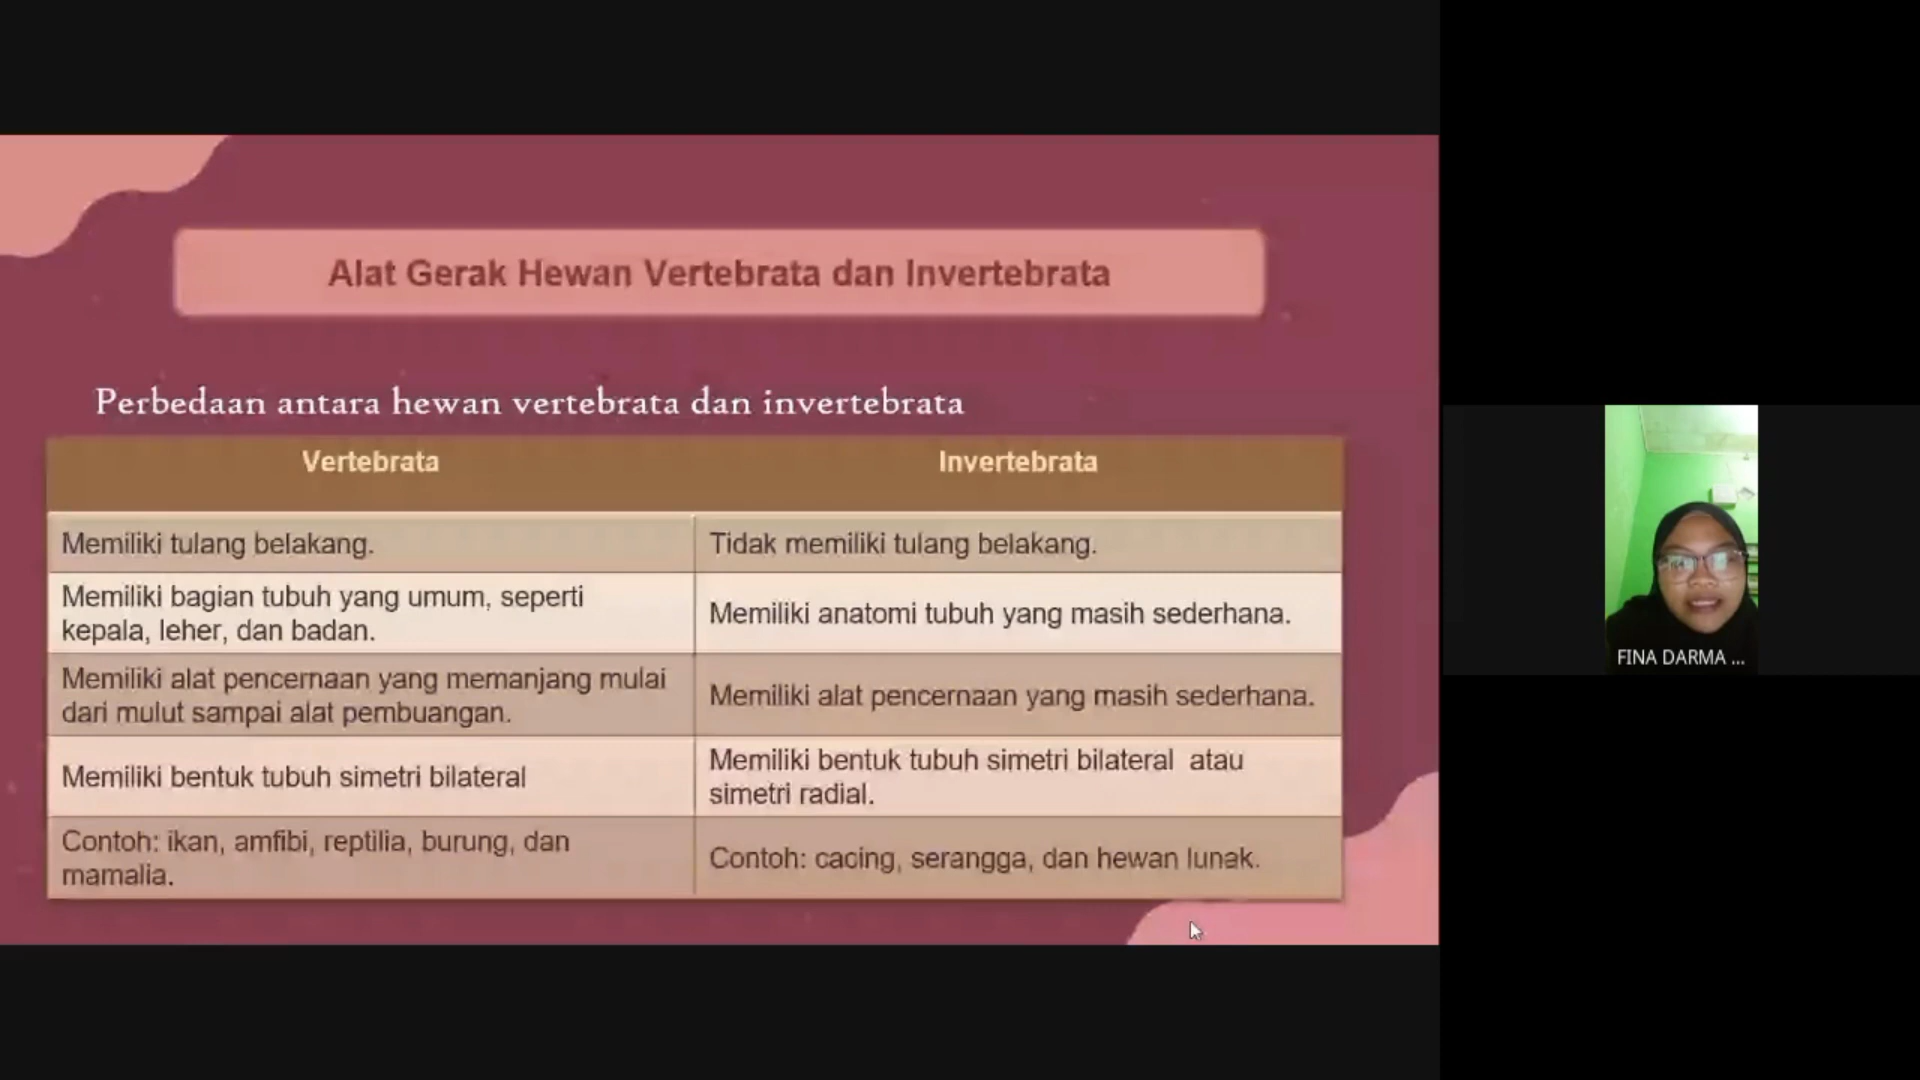 Alat Gerak Hewan Vertebrata dan Invertebrata
Perbedaan antara hewan vertebrata dan invertebrata
Vertebrata
Invertebrata
Memiliki tulang belakang.
Tidak memiliki tulang belakang.
Memiliki bagian tubuh yang umum, seperti
kepala, leher, dan badan.
Memiliki anatomi tubuh yang masih sederhana.
Memiliki alat pencernaan yang memanjang mulai
dari mulut sampai alat pembuangan.
Memiliki alat pencernaan yang masih sederhana.
Memiliki bentuk tubuh simetri bilateral
Memiliki bentuk tubuh simetri bilateral atau
simetri radial.
Contoh: ikan, amfibi, reptilia, burung, dan
mamalia.
Contoh: cacing, serangga, dan hewan lunak.
FINA DARMA ...